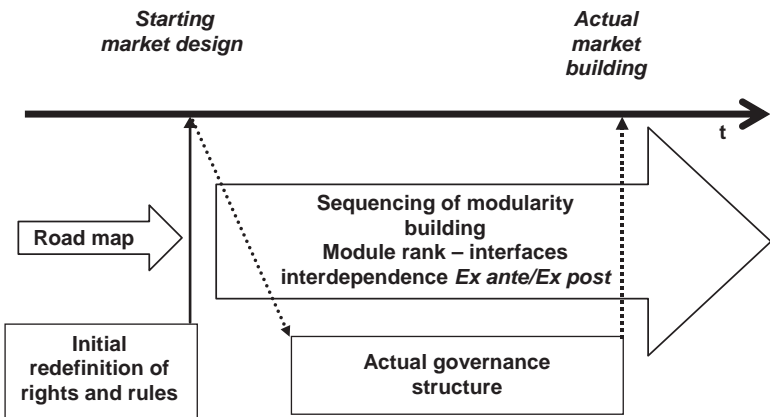 Starting
market design
Actual
market
building
t
Road map
Sequencing of modularity
building
Module rank – interfaces
interdependence Ex ante/Ex post
Initial
redefinition of
rights and rules
Actual governance
structure